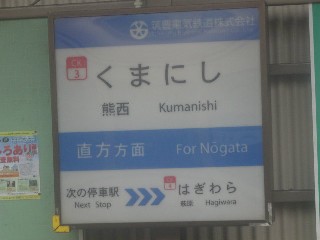 筑豊電気鉄道株式会社
CK
3
くまにし
熊西 Kumanishi
直方方面 For Nōgata
次の停車駅 はぎわら
Next Stop 萩原 Hagiwara